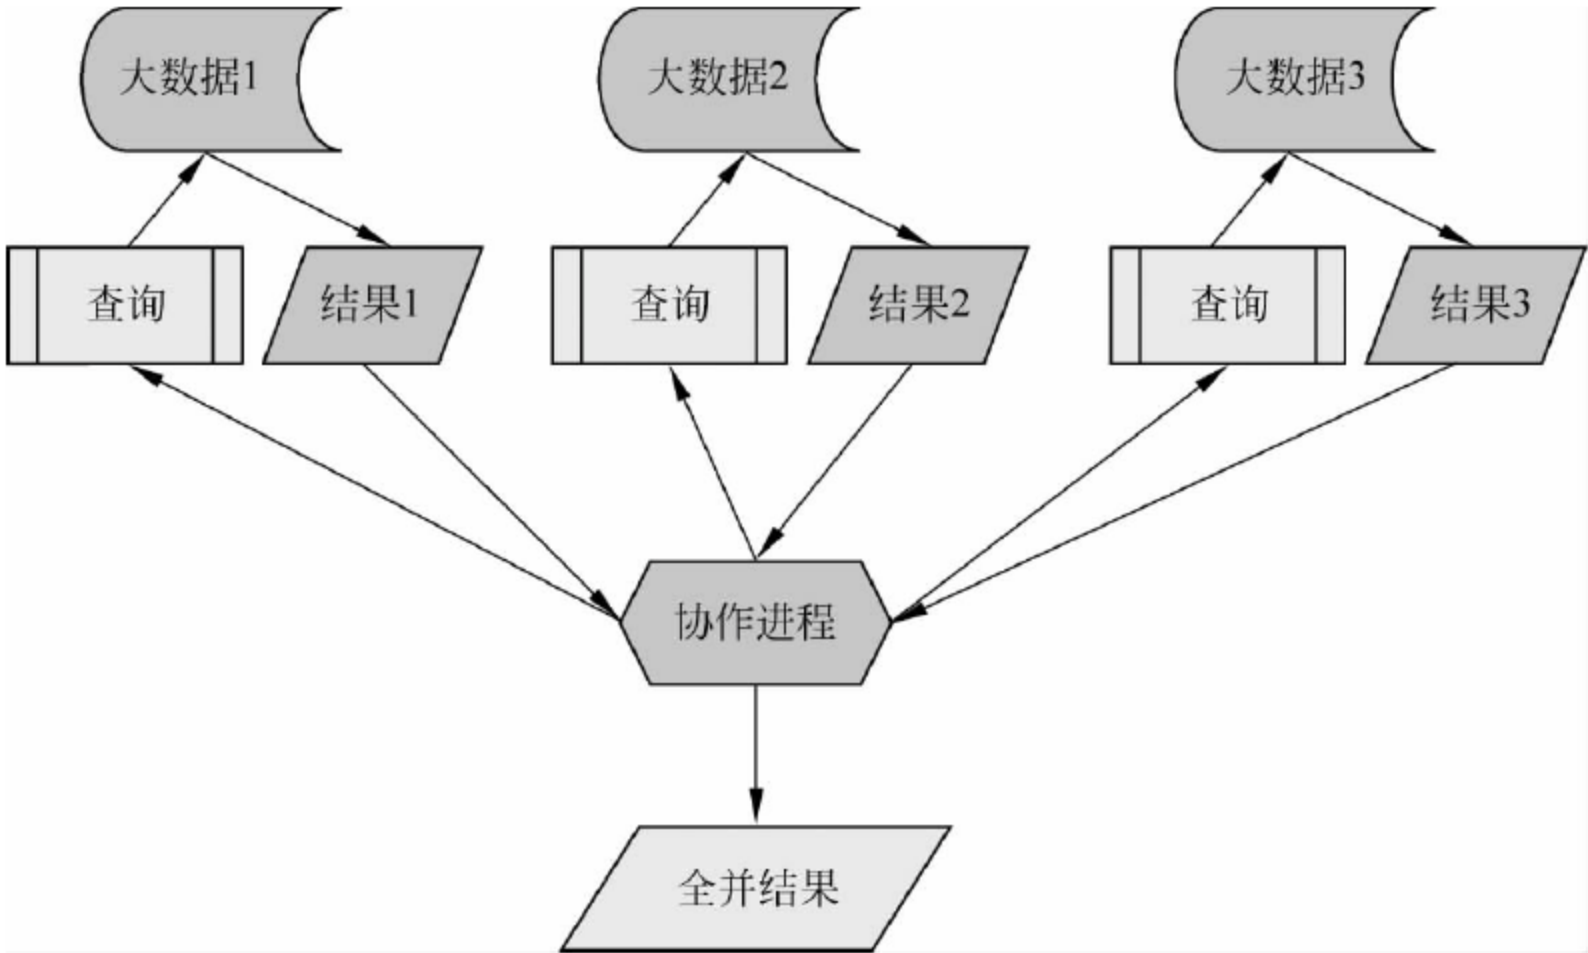 大数据1
大数据2
大数据3
查询
结果1
查询
结果2
查询
结果3
协作进程
全并结果